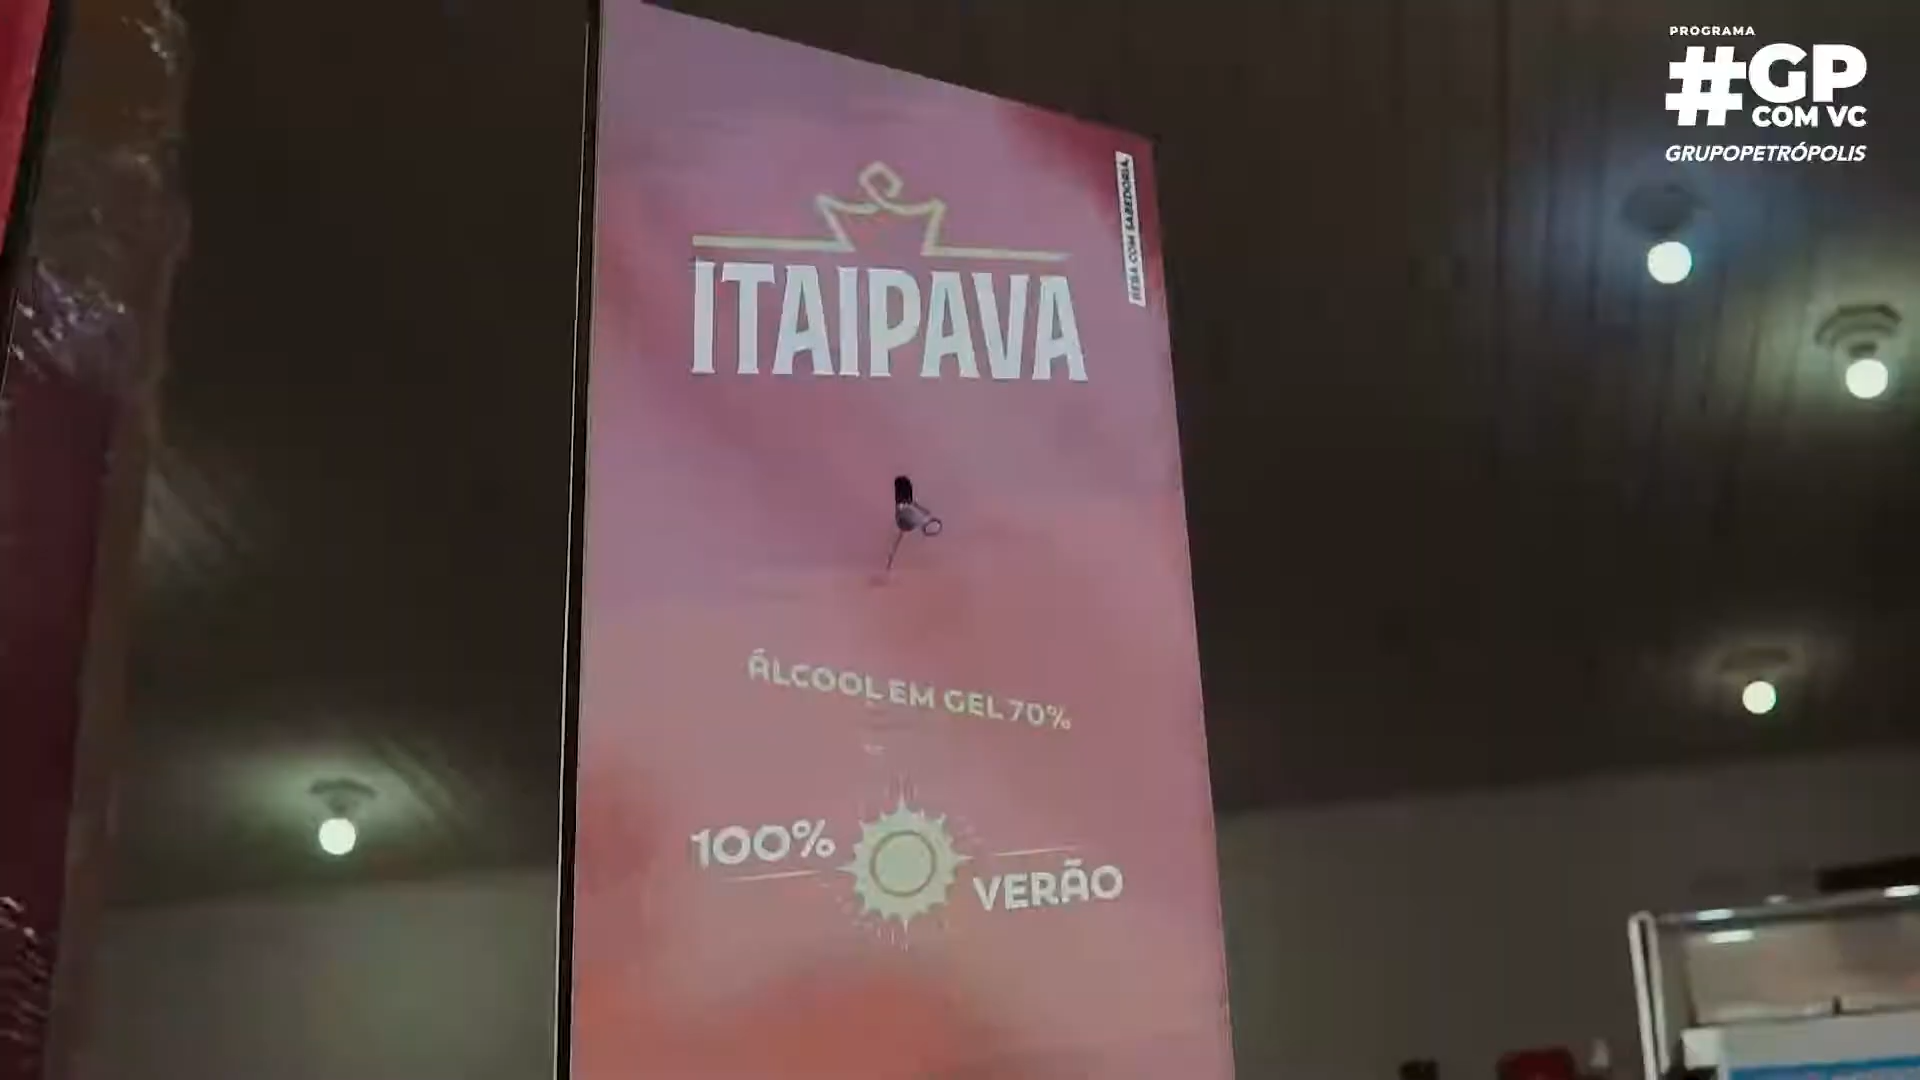 PROGRAMA
#GP
COM VC
GRUPOPETRÓPOLIS
BEBA COM SABEDORIA.
ITAIPAVA
ÁLCOOL EM GEL 70%
100%
VERÃO